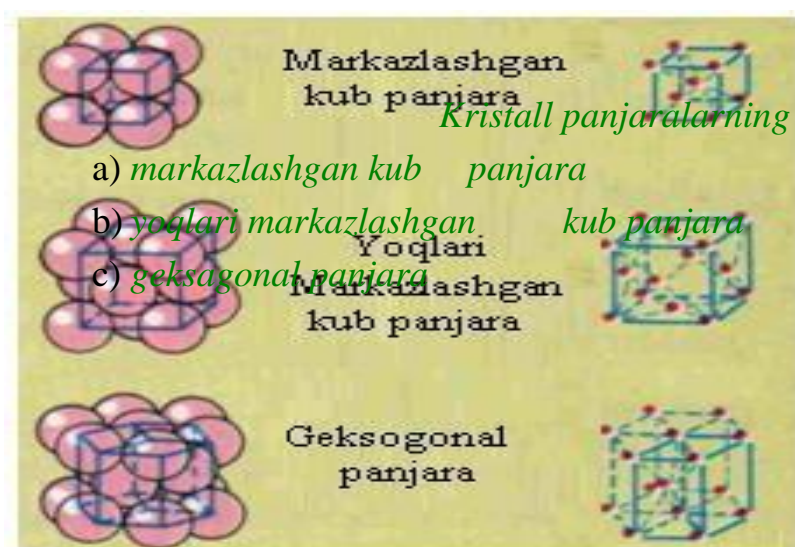 Markazlashgan
kub panjara
Kristall panjaralarning
a) markazlashgan kub panjara
b) yoqlari markazlashgan kub panjara
Yoqlari
c) geksagonal panjara
Markazlashgan
kub panjara
Geksogonal
panjara